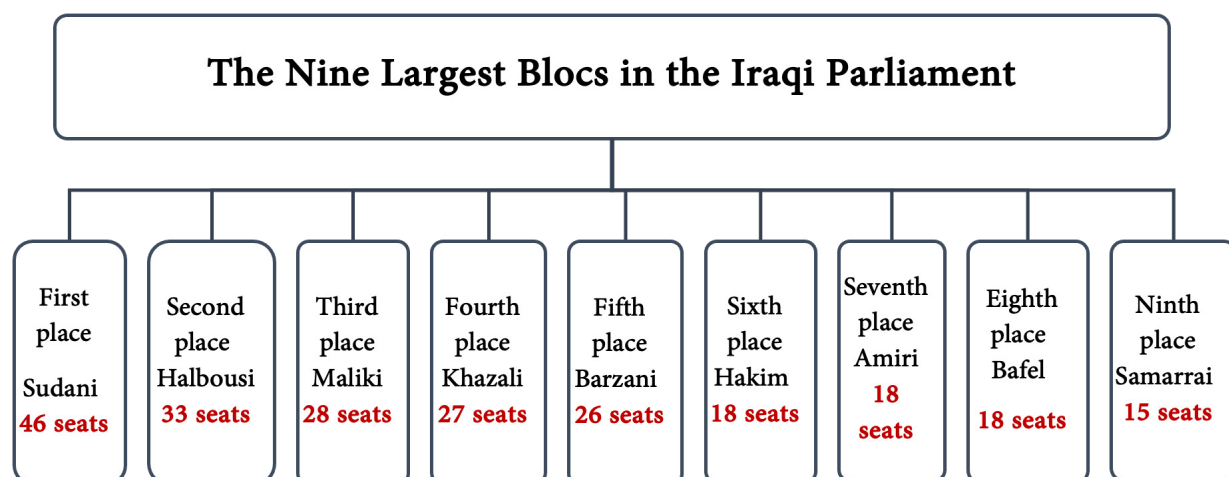 The Nine Largest Blocs in the Iraqi Parliament
First
place
Sudani
46 seats
Second
place
Halbousi
33 seats
Third
place
Maliki
28 seats
Fourth
place
Khazali
27 seats
Fifth
place
Barzani
26 seats
Sixth
place
Hakim
18 seats
Seventh
place
Amiri
18
seats
Eighth
place
Bafel
18 seats
Ninth
place
Samarrai
15 seats